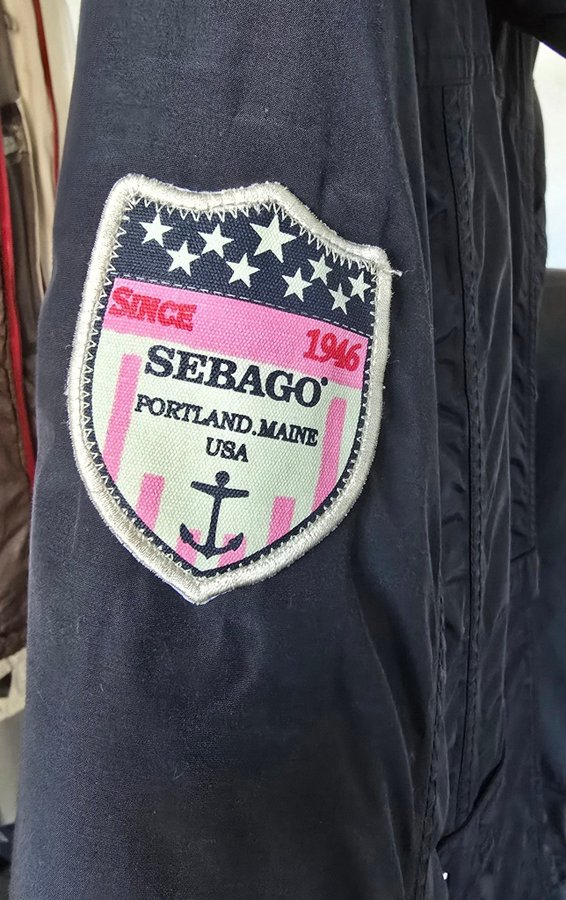 SINCE 1946
SEBAGO®
PORTLAND.MAINE
USA